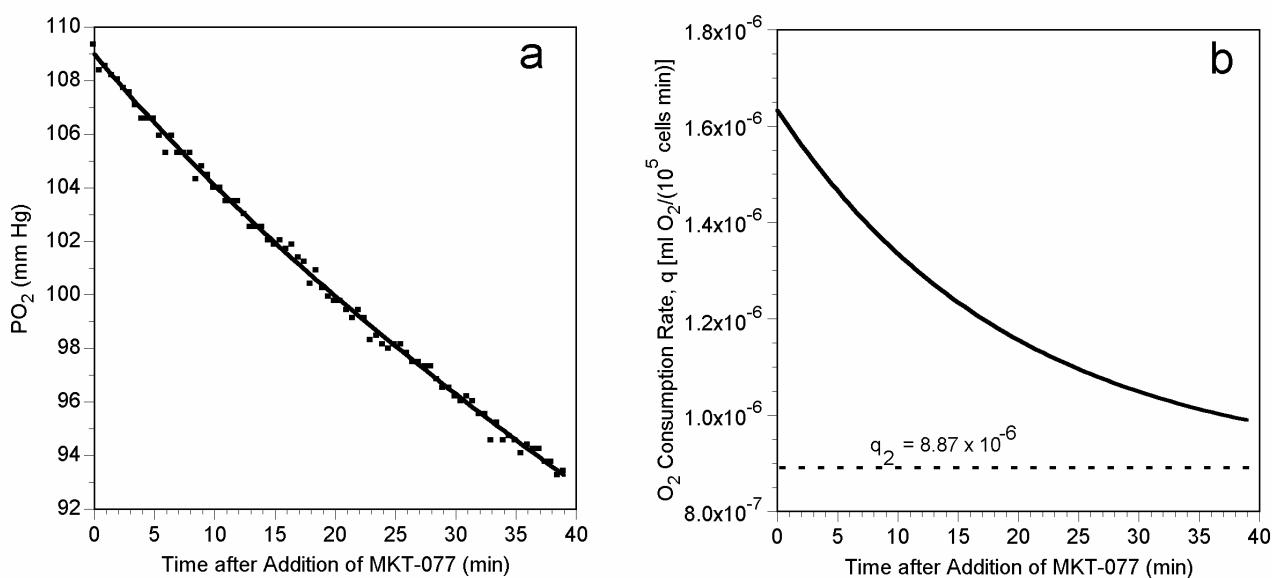 a
110
108
106
104
102
100
98
96
94
92
PO2 (mm Hg)
0 5 10 15 20 25 30 35 40
Time after Addition of MKT-077 (min)
b
1.8x10-6
1.6x10-6
1.4x10-6
1.2x10-6
1.0x10-6
8.0x10-7
O2 Consumption Rate, q [ml O2/(105 cells min)]
q2 = 8.87 x 10-6
0 5 10 15 20 25 30 35 40
Time after Addition of MKT-077 (min)